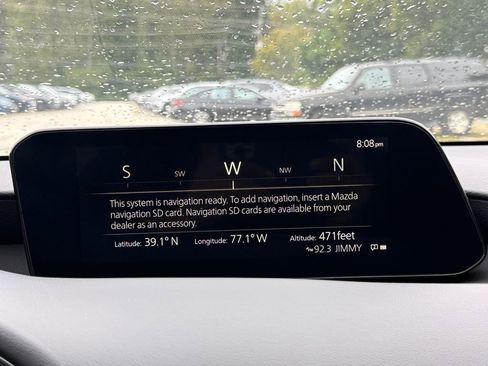 8:08pm
S SW W NW N
This system is navigation ready. To add navigation, insert a Mazda
navigation SD card. Navigation SD cards are available from your
dealer as an accessory.
Latitude: 39.1° N Longitude: 77.1° W Altitude: 471feet
92.3 JIMMY